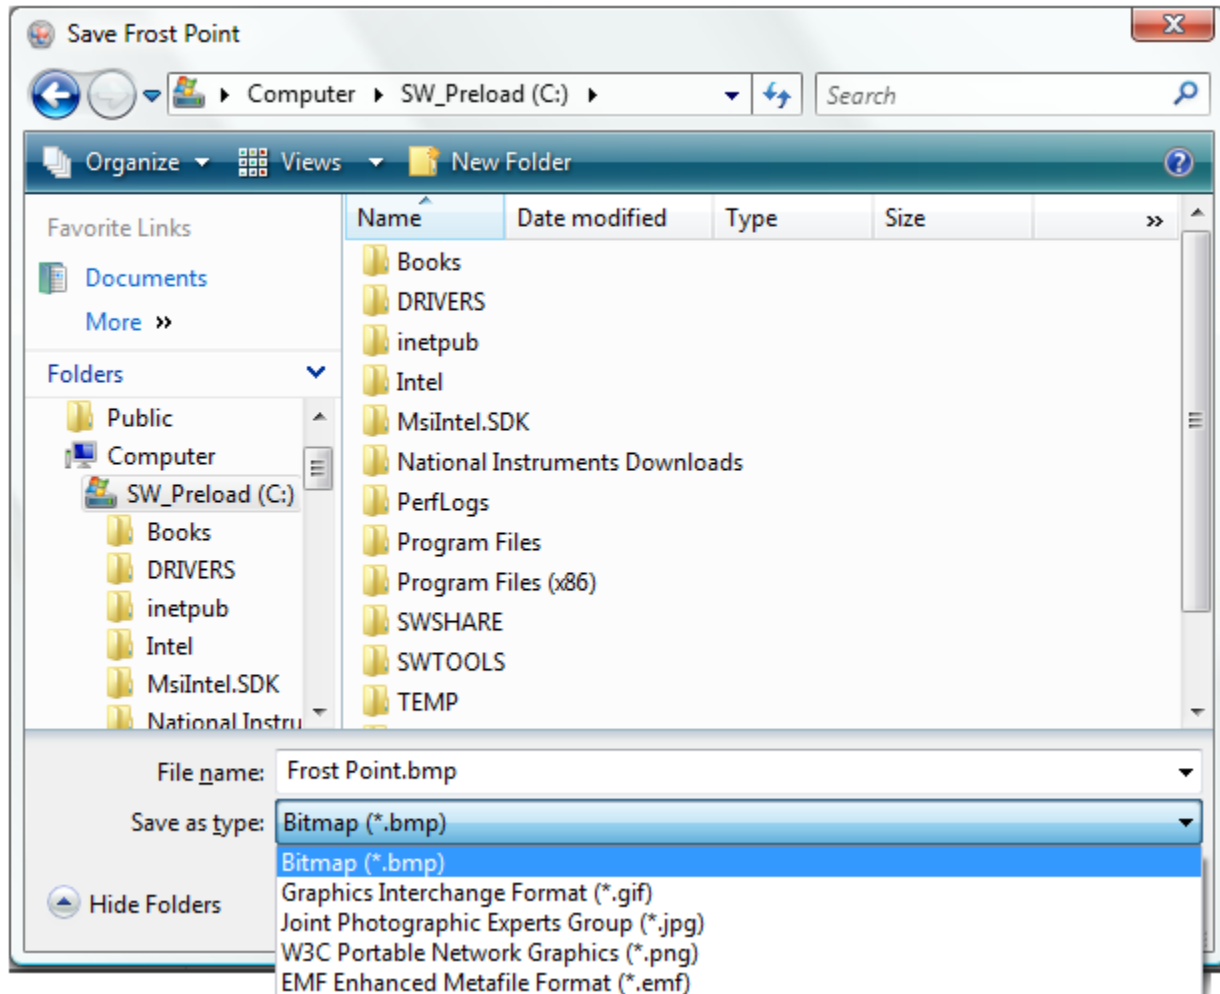 Save Frost Point
Computer SW_Preload (C:) Search
Organize Views New Folder
Favorite Links
Documents
More
Folders
Public
Computer
SW_Preload (C:)
Books
DRIVERS
inetpub
Intel
MsiIntel.SDK
National Instru
Name Date modified Type Size
Books
DRIVERS
inetpub
Intel
MsiIntel.SDK
National Instruments Downloads
PerfLogs
Program Files
Program Files (x86)
SWSHARE
SWTOOLS
TEMP
File name: Frost Point.bmp
Save as type: Bitmap (*.bmp)
Bitmap (*.bmp)
Graphics Interchange Format (*.gif)
Joint Photographic Experts Group (*.jpg)
W3C Portable Network Graphics (*.png)
EMF Enhanced Metafile Format (*.emf)
Hide Folders